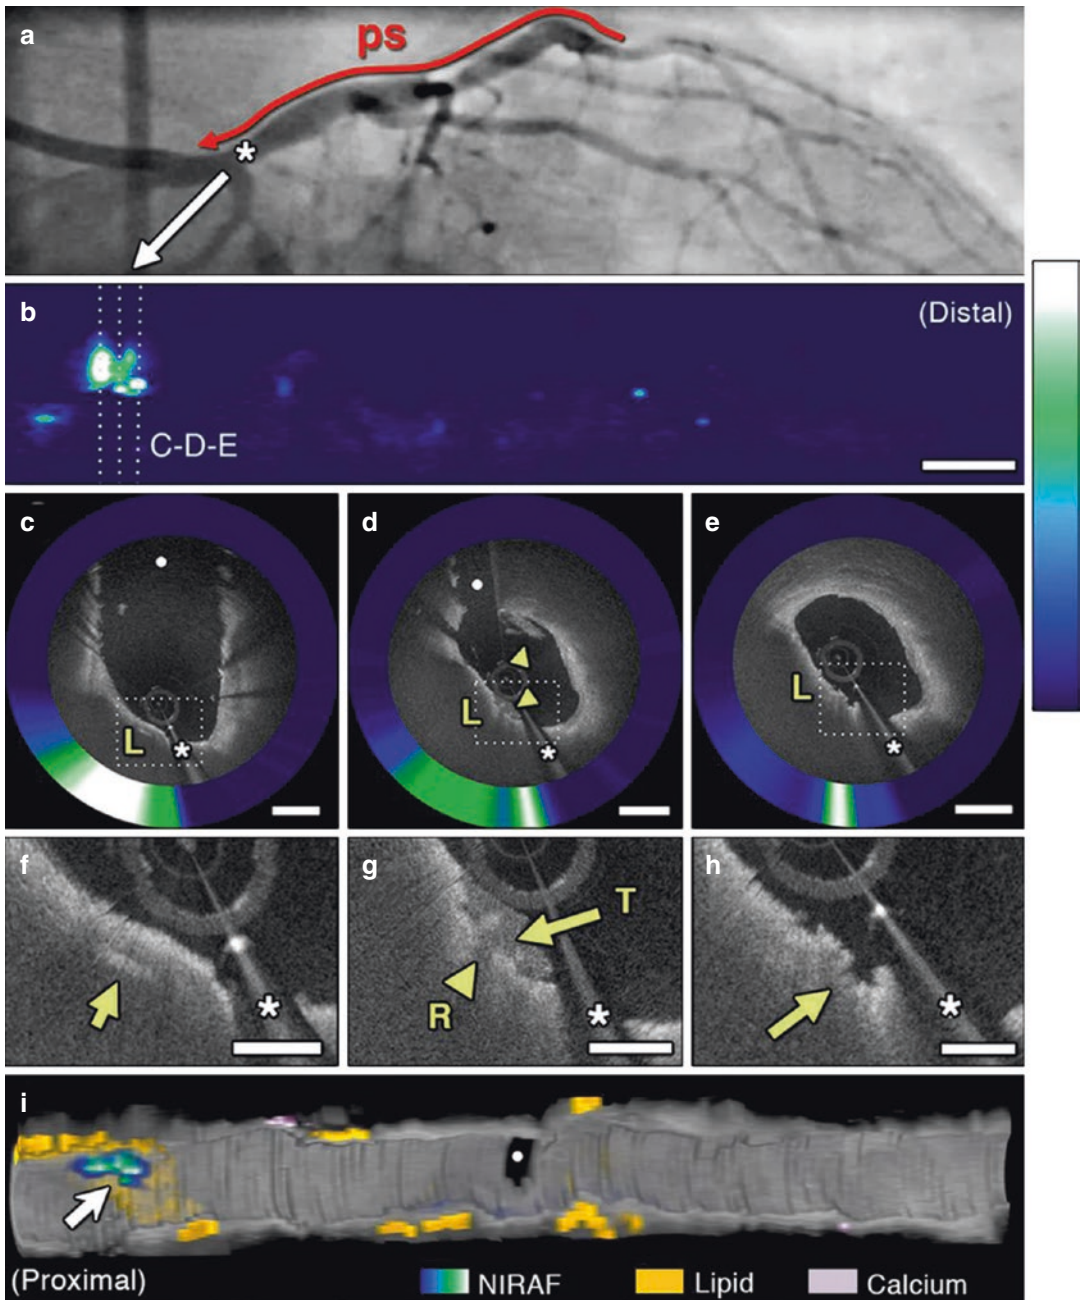 a
ps
*
b
(Distal)
C-D-E
c
L
*
d
L
*
e
L
*
f
*
g
T
R
*
h
*
i
(Proximal)
NIRAF
Lipid
Calcium